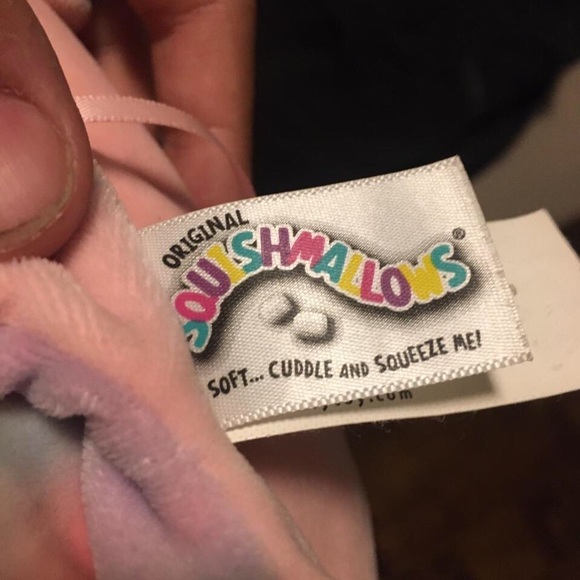 ORIGINAL
SQUISHMALLOWS®
SOFT... CUDDLE AND SQUEEZE ME!